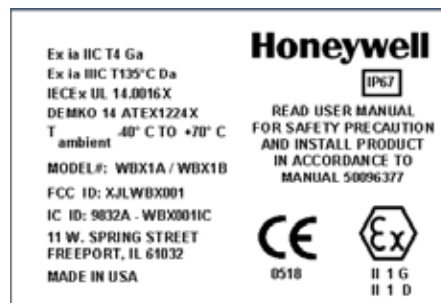 Ex ia IIC T4 Ga
Ex ia IIIC T135°C Da
IECEx UL 14.0016X
DEMKO 14 ATEX1224X
T ambient -40° C TO +70° C
MODEL#: WBX1A / WBX1B
FCC ID: XJLWBX001
IC ID: 9832A - WBX001IC
11 W. SPRING STREET
FREEPORT, IL 61032
MADE IN USA
Honeywell
IP67
READ USER MANUAL
FOR SAFETY PRECAUTION
AND INSTALL PRODUCT
IN ACCORDANCE TO
MANUAL 50096377
CE
0518
Ex
II 1 G
II 1 D